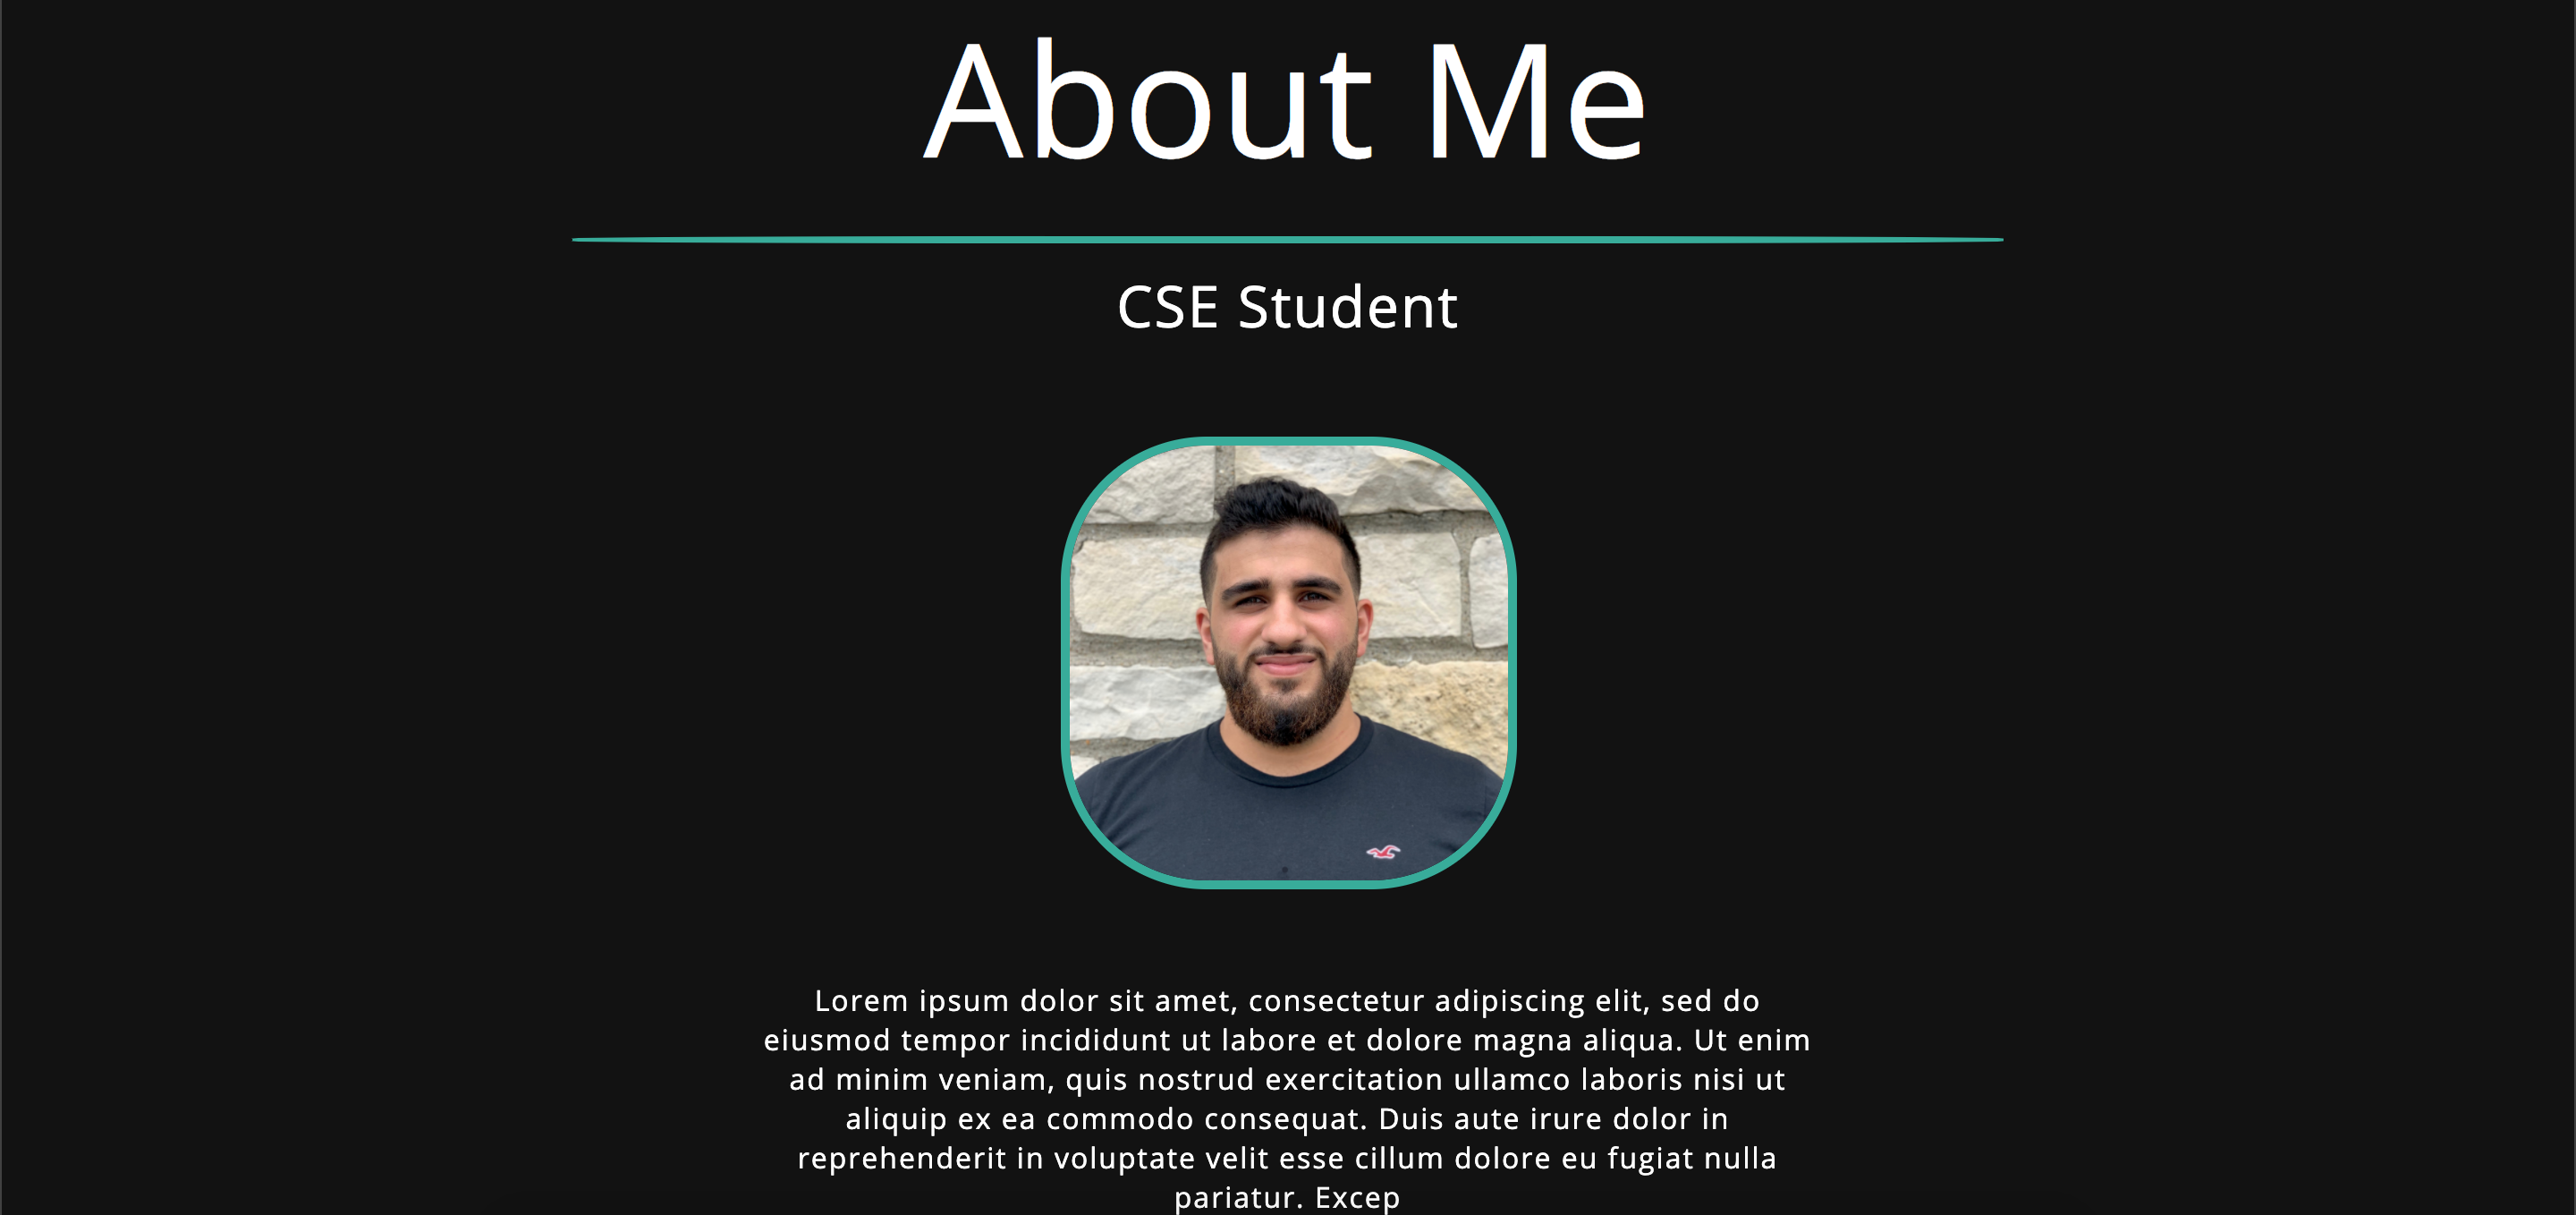 About Me
CSE Student
Lorem ipsum dolor sit amet, consectetur adipiscing elit, sed do
eiusmod tempor incididunt ut labore et dolore magna aliqua. Ut enim
ad minim veniam, quis nostrud exercitation ullamco laboris nisi ut
aliquip ex ea commodo consequat. Duis aute irure dolor in
reprehenderit in voluptate velit esse cillum dolore eu fugiat nulla
pariatur. Excep